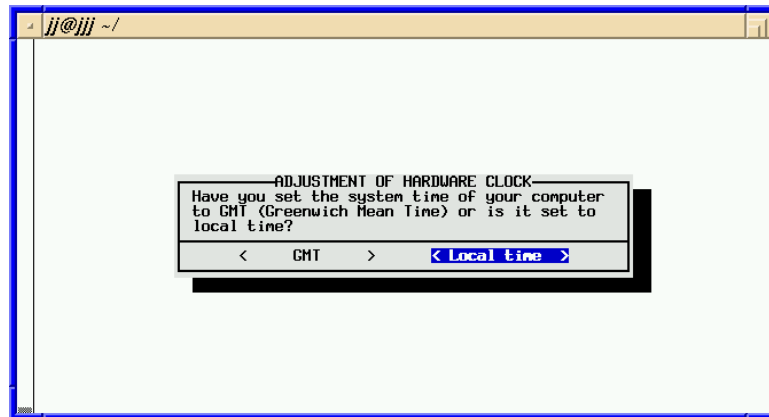 jj@jjj ~/
ADJUSTMENT OF HARDWARE CLOCK
Have you set the system time of your computer
to GMT (Greenwich Mean Time) or is it set to
local time?
< GMT > < Local time >